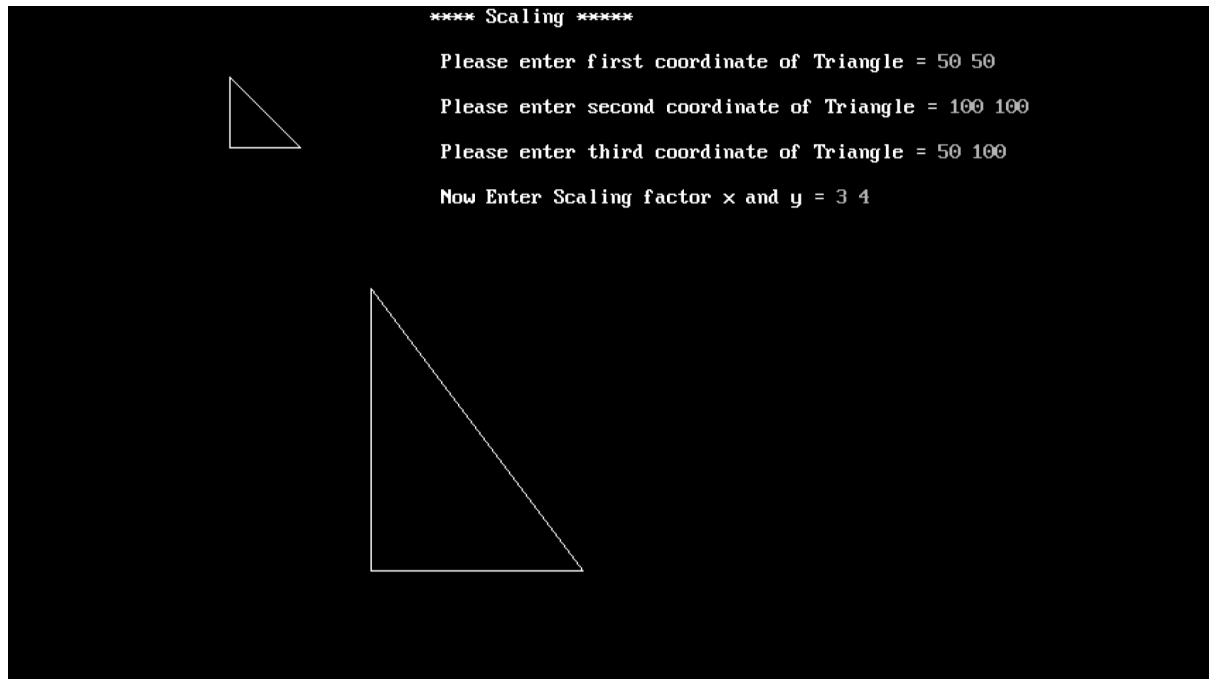 **** Scaling *****
Please enter first coordinate of Triangle = 50 50
Please enter second coordinate of Triangle = 100 100
Please enter third coordinate of Triangle = 50 100
Now Enter Scaling factor x and y = 3 4